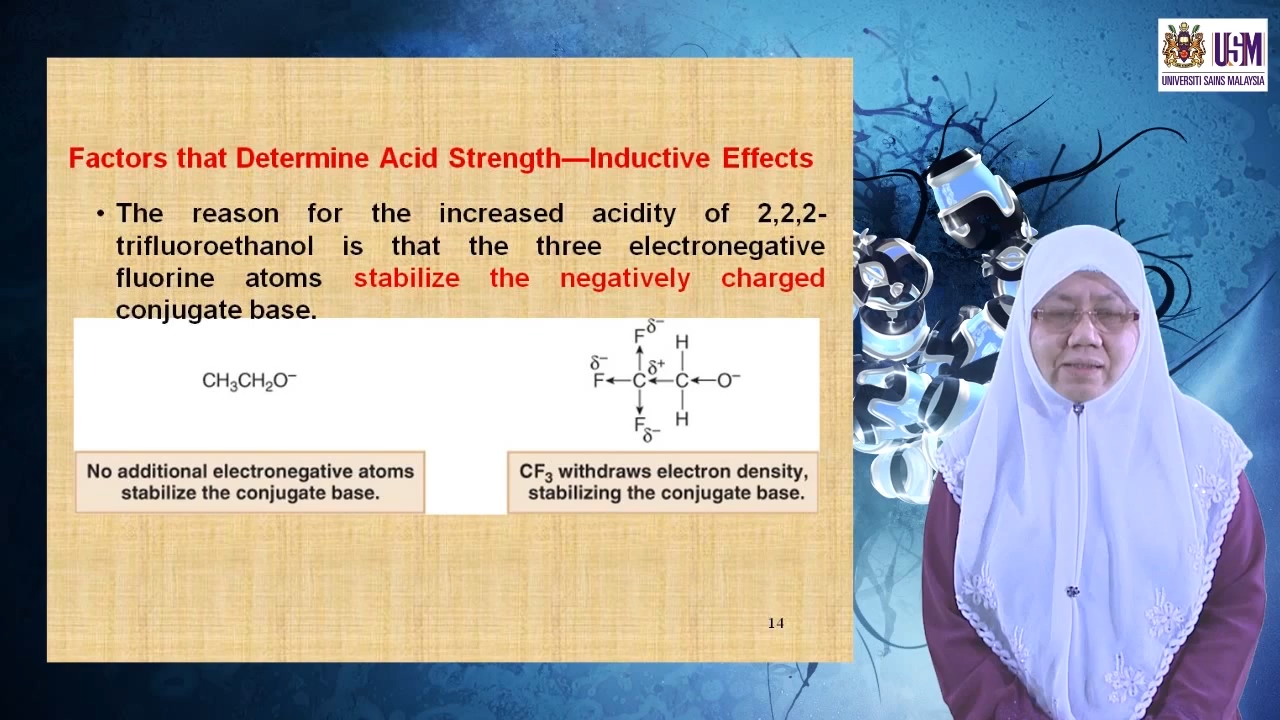 USM
UNIVERSITI SAINS MALAYSIA
Factors that Determine Acid Strength—Inductive Effects
• The reason for the increased acidity of 2,2,2-
trifluoroethanol is that the three electronegative
fluorine atoms stabilize the negatively charged
conjugate base.
CH₃CH₂O⁻
F δ⁻ H
δ⁻ δ⁺
F C C O⁻
F δ⁻ H
No additional electronegative atoms
stabilize the conjugate base.
CF₃ withdraws electron density,
stabilizing the conjugate base.
14